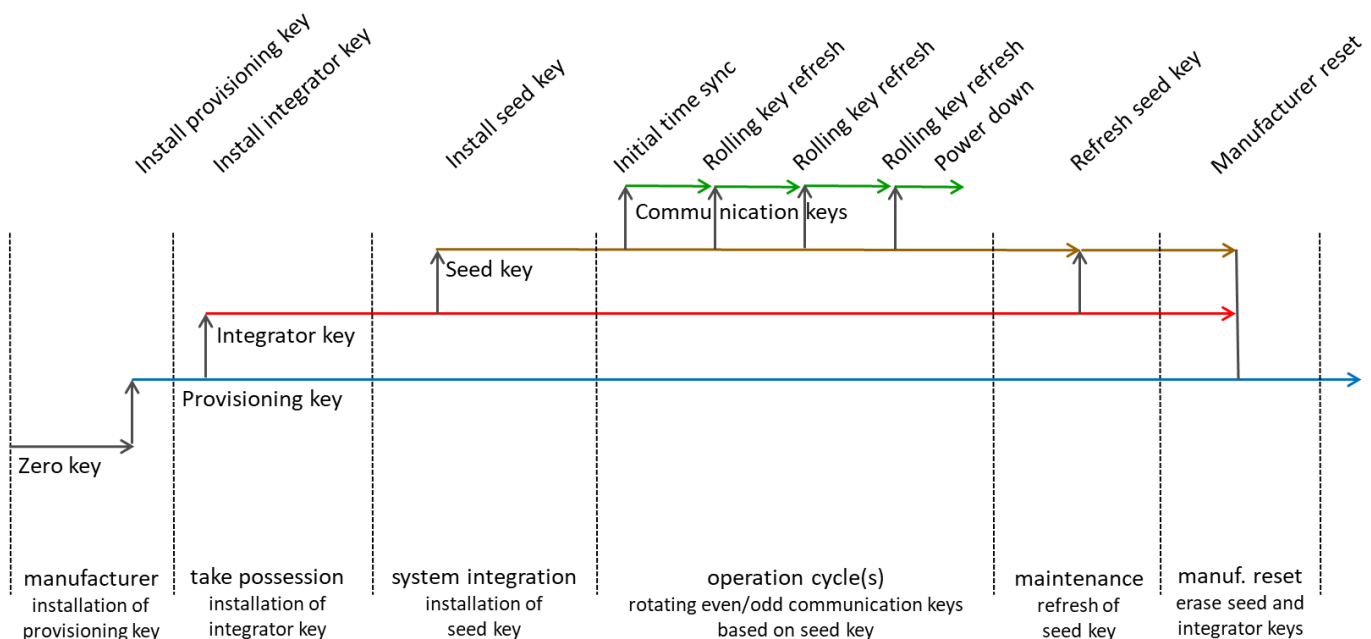 Install provisioning key
Install integrator key
Install seed key
Initial time sync
Rolling key refresh
Rolling key refresh
Rolling key refresh
Power down
Refresh seed key
Manufacturer reset
Communication keys
Seed key
Integrator key
Provisioning key
Zero key
manufacturer
installation of
provisioning key
take possession
installation of
integrator key
system integration
installation of
seed key
operation cycle(s)
rotating even/odd communication keys
based on seed key
maintenance
refresh of
seed key
manuf. reset
erase seed and
integrator keys